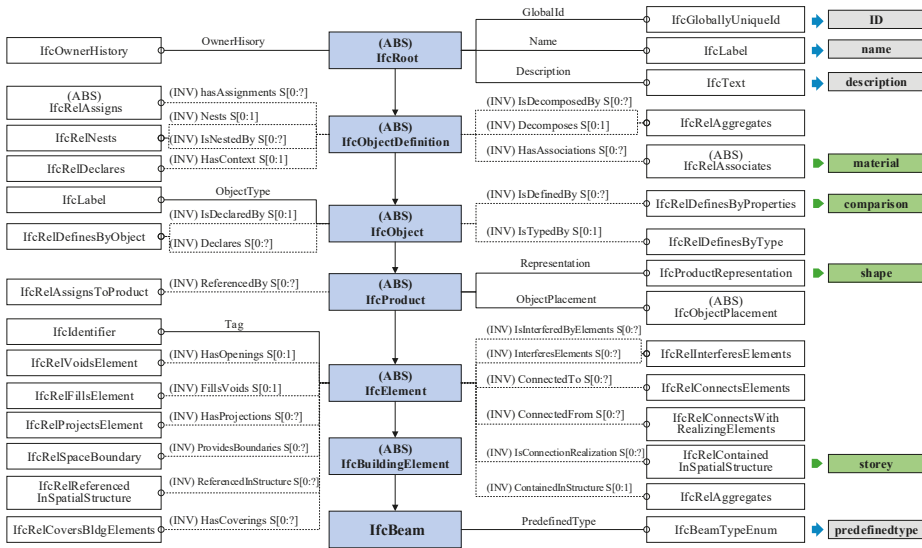 GlobalId
IfcGloballyUniqueId
ID
OwnerHisory
(ABS)
IfcOwnerHistory
IfcRoot
Name
IfcLabel
name
Description
IfcText
description
(ABS)
IfcRelAssigns
(INV) hasAssignments S[0:?]
(INV) IsDecomposedBy S[0:?]
(INV) Nests S[0:1]
(ABS)
IfcObjectDefinition
(INV) Decomposes S[0:1]
IfcRelAggregates
IfcRelNests
(INV) IsNestedBy S[0:?]
(INV) HasAssociations S[0:?]
IfcRelDeclares
(INV) HasContext S[0:1]
(ABS)
IfcRelAssociates
material
IfcLabel
ObjectType
(INV) IsDefinedBy S[0:?]
IfcRelDefinesByProperties
comparison
(INV) IsDeclaredBy S[0:1]
(ABS)
IfcObject
IfcRelDefinesByObject
(INV) Declares S[0:?]
(INV) IsTypedBy S[0:1]
IfcRelDefinesByType
Representation
IfcProductRepresentation
shape
IfcRelAssignsToProduct
(INV) ReferencedBy S[0:?]
(ABS)
IfcProduct
ObjectPlacement
(ABS)
IfcObjectPlacement
IfcIdentifier
Tag
(INV) IsInterferedByElements S[0:?]
(INV) InterferesElements S[0:?]
IfcRelInterferesElements
IfcRelVoidsElement
(INV) HasOpenings S[0:1]
(ABS)
IfcElement
(INV) ConnectedTo S[0:?]
IfcRelConnectsElements
IfcRelFillsElement
(INV) FillsVoids S[0:1]
IfcRelProjectsElement
(INV) HasProjections S[0:?]
(INV) ConnectedFrom S[0:?]
IfcRelConnectsWith
RealizingElements
IfcRelSpaceBoundary
(INV) ProvidesBoundaries S[0:?]
(ABS)
IfcBuildingElement
(INV) IsConnectionRealization S[0:?]
IfcRelContained
InSpatialStructure
storey
IfcRelReferenced
InSpatialStructure
(INV) ReferencedInStructure S[0:?]
(INV) ContainedInStructure S[0:1]
IfcRelAggregates
IfcRelCoversBldgElements
(INV) HasCoverings S[0:?]
IfcBeam
PredefinedType
IfcBeamTypeEnum
predefinedtype